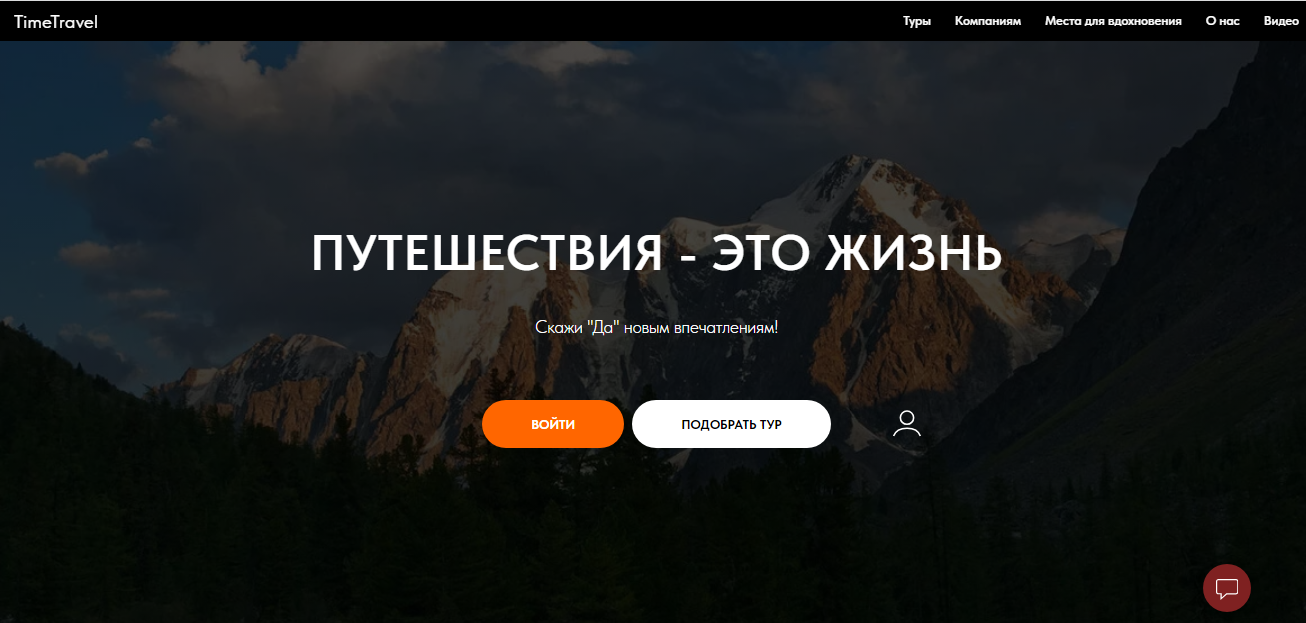 TimeTravel
Туры Компаниям Места для вдохновения О нас Видео
ПУТЕШЕСТВИЯ - ЭТО ЖИЗНЬ
Скажи "Да" новым впечатлениям!
ВОЙТИ ПОДОБРАТЬ ТУР